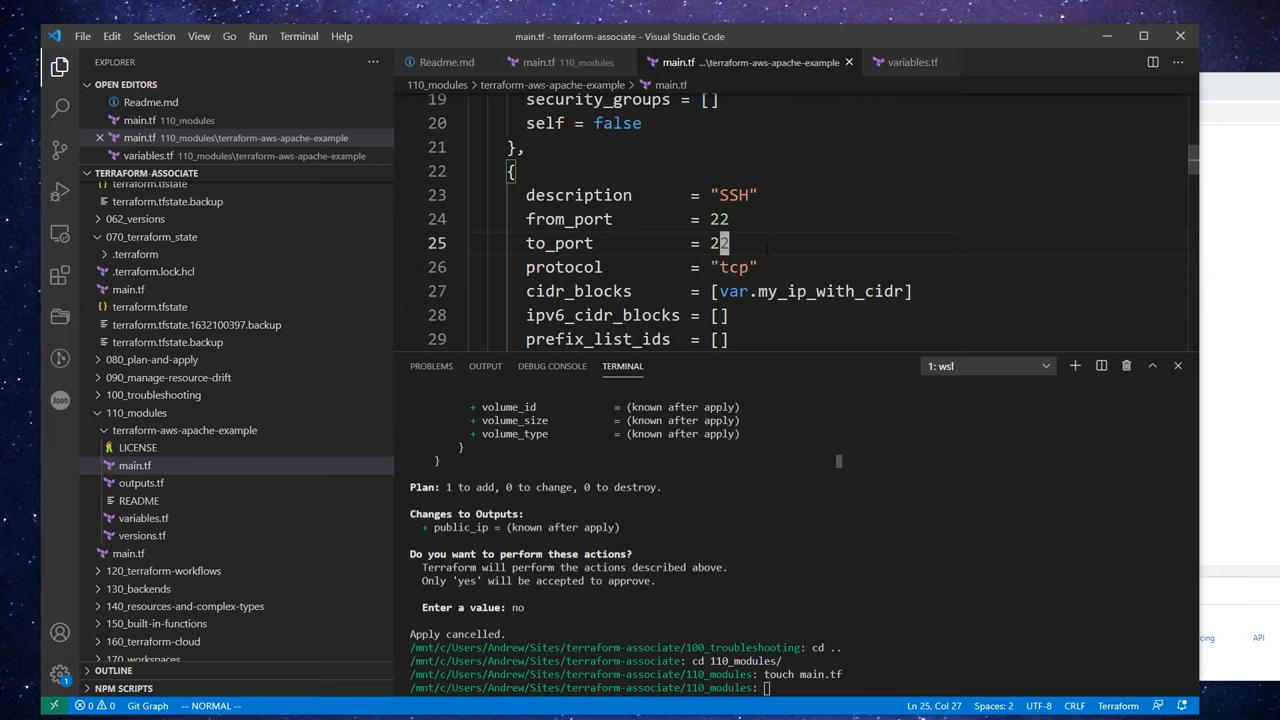 File Edit Selection View Go Run Terminal Help
main.tf - terraform-associate - Visual Studio Code
EXPLORER
OPEN EDITORS
Readme.md
main.tf 110_modules
main.tf 110_modules\terraform-aws-apache-example
variables.tf 110_modules\terraform-aws-apache-example
TERRAFORM-ASSOCIATE
terraform.tfstate
terraform.tfstate.backup
062_versions
070_terraform_state
.terraform
.terraform.lock.hcl
main.tf
terraform.tfstate
terraform.tfstate.1632100397.backup
terraform.tfstate.backup
080_plan-and-apply
090_manage-resource-drift
100_troubleshooting
110_modules
terraform-aws-apache-example
LICENSE
main.tf
outputs.tf
README
variables.tf
versions.tf
main.tf
120_terraform-workflows
130_backends
140_resources-and-complex-types
150_built-in-functions
160_terraform-cloud
170_workspaces
OUTLINE
NPM SCRIPTS
Readme.md
main.tf 110_modules
main.tf ...\terraform-aws-apache-example
variables.tf
110_modules > terraform-aws-apache-example > main.tf
19 security_groups = []
20 self = false
21 },
22 {
23 description = "SSH"
24 from_port = 22
25 to_port = 22
26 protocol = "tcp"
27 cidr_blocks = [var.my_ip_with_cidr]
28 ipv6_cidr_blocks = []
29 prefix_list_ids = []
PROBLEMS OUTPUT DEBUG CONSOLE TERMINAL
1: wsl
+ volume_id = (known after apply)
+ volume_size = (known after apply)
+ volume_type = (known after apply)
}
}
Plan: 1 to add, 0 to change, 0 to destroy.
Changes to Outputs:
+ public_ip = (known after apply)
Do you want to perform these actions?
Terraform will perform the actions described above.
Only 'yes' will be accepted to approve.
Enter a value: no
Apply cancelled.
/mnt/c/Users/Andrew/Sites/terraform-associate/100_troubleshooting: cd ..
/mnt/c/Users/Andrew/Sites/terraform-associate: cd 110_modules/
/mnt/c/Users/Andrew/Sites/terraform-associate/110_modules: touch main.tf
/mnt/c/Users/Andrew/Sites/terraform-associate/110_modules:
Json
1
0 0 Git Graph -- NORMAL --
Ln 25, Col 27 Spaces: 2 UTF-8 CRLF Terraform
API